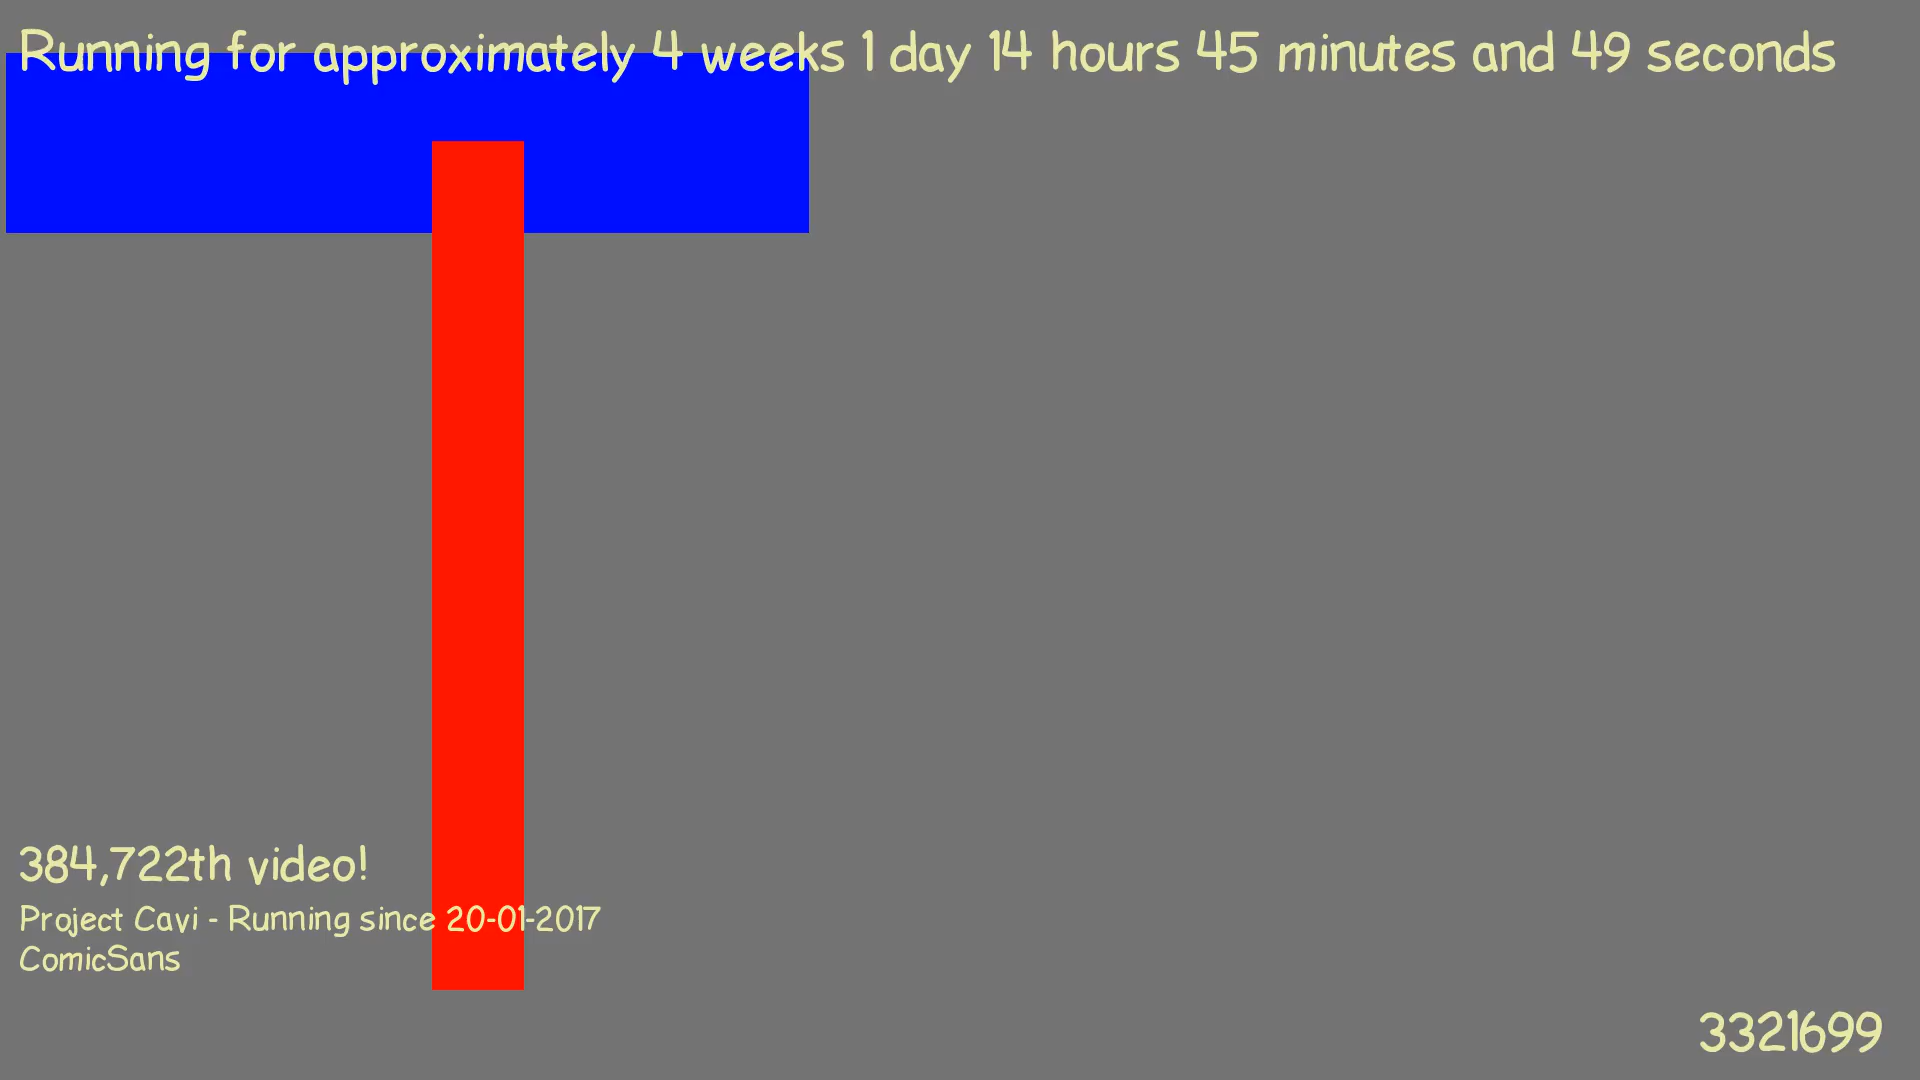 Running for approximately 4 weeks 1 day 14 hours 45 minutes and 49 seconds
384,722th video!
Project Cavi - Running since 20-01-2017
ComicSans
3321699